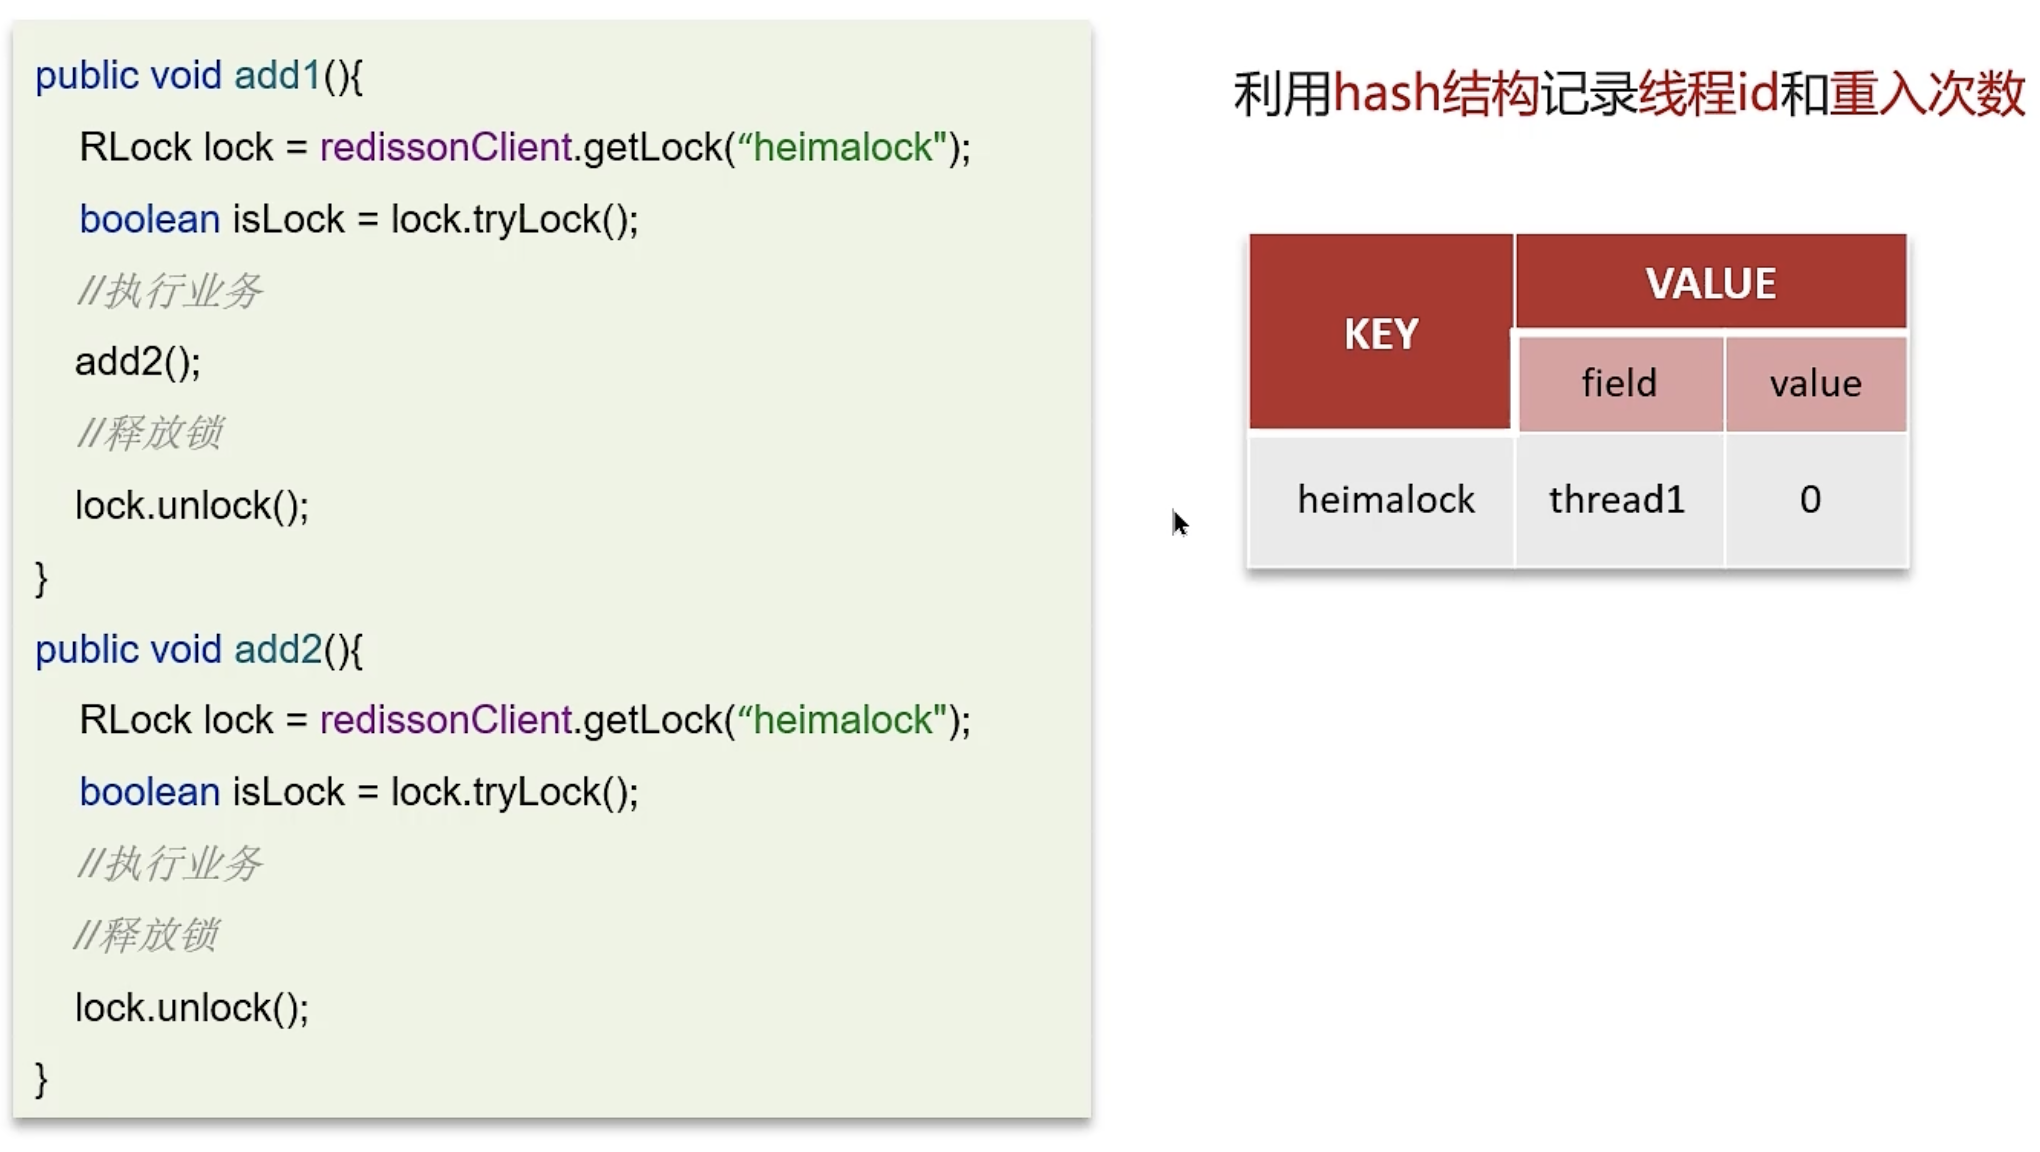 public void add1(){
RLock lock = redissonClient.getLock(“heimalock");
boolean isLock = lock.tryLock();
//执行业务
add2();
//释放锁
lock.unlock();
}
public void add2(){
RLock lock = redissonClient.getLock(“heimalock");
boolean isLock = lock.tryLock();
//执行业务
//释放锁
lock.unlock();
}
利用hash结构记录线程id和重入次数
KEY
VALUE
field
value
heimalock
thread1
0